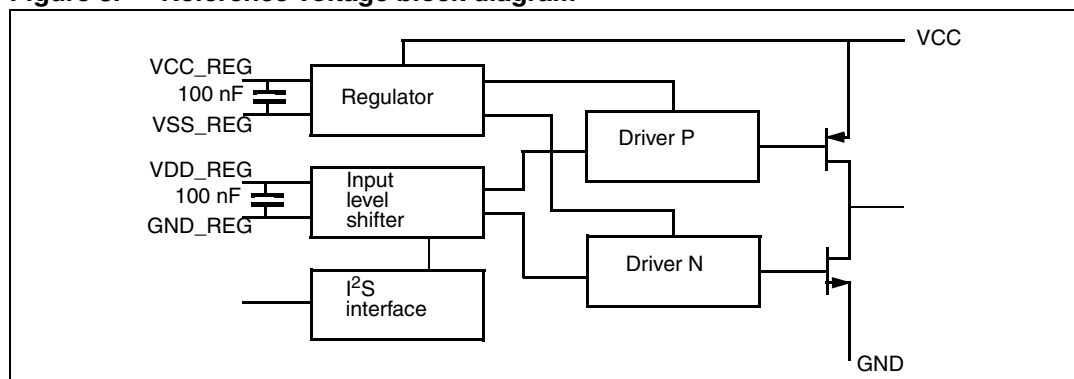 Figure Reference voltage block diagram
VCC
VCC_REG
100 nF
VSS_REG
Regulator
Driver P
VDD_REG
100 nF
GND_REG
Input
level
shifter
Driver N
I²S
interface
GND